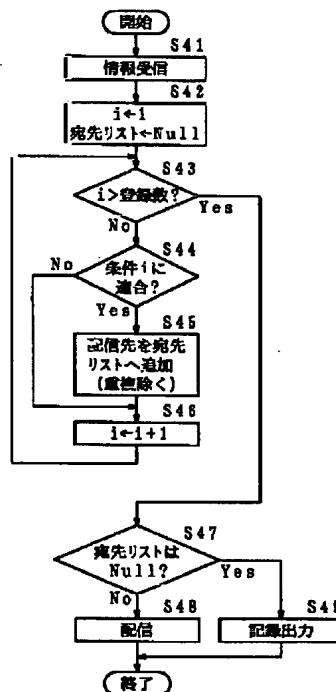 開始
S41
情報受信
S42
i←1
宛先リスト←Null
S43
i>登録数?
Yes
No
S44
No
条件iに
適合?
Yes
S45
配信先を宛先
リストへ追加
(重複除く)
S46
i←i+1
S47
宛先リストは
Null?
Yes
No
S48
配信
記録出力
終了